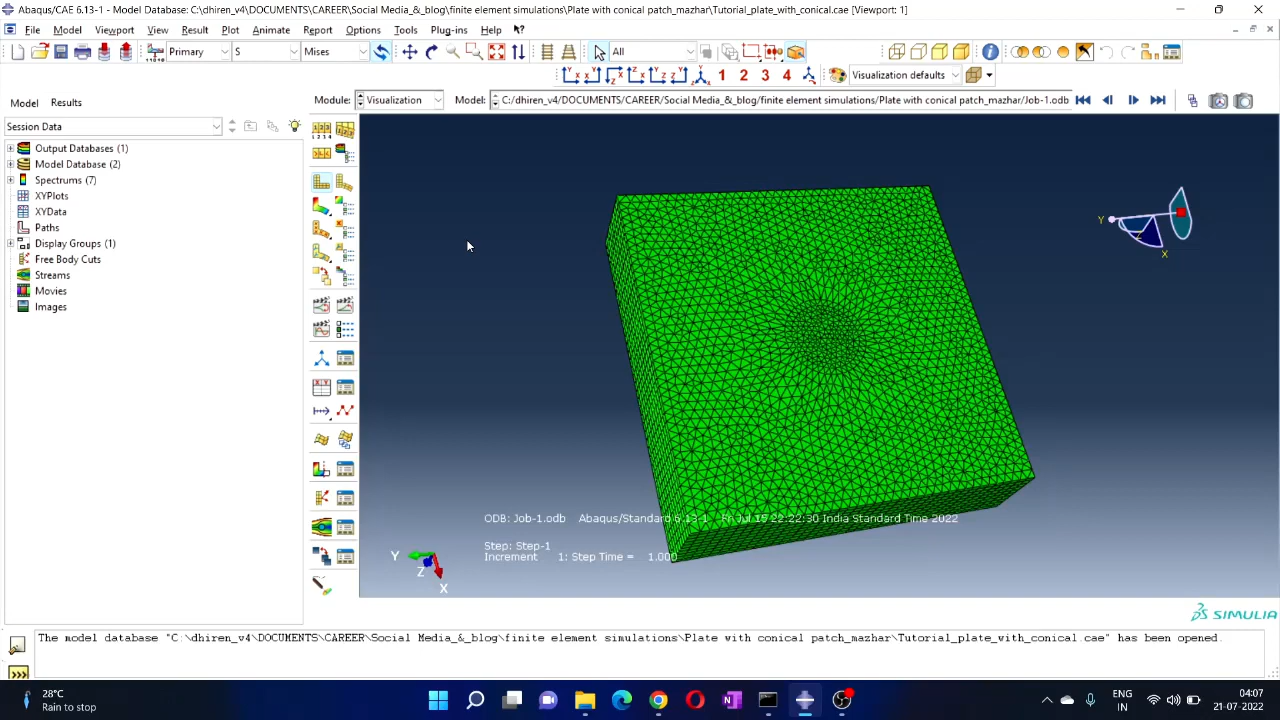 Abaqus/CAE 6.13-1 - Model Database: C:\dhiren_v4\DOCUMENTS\CAREER\Social Media_&_blog\finite element simulations\Plate with conical patch_mazhar\Tutorial_plate_with_conical.cae [Viewport: 1]
File Model Viewport View Result Plot Animate Report Options Tools Plug-ins Help
Primary S Mises All
1 2 3 4 Visualization defaults
Model Results Module: Visualization Model: C:/dhiren_v4/DOCUMENTS/CAREER/Social Media_&_blog/finite element simulations/Plate with conical patch_mazhar/Job-1.odb
Session Data
Output Databases (1)
Model Database (2)
Spectrums (7)
XYPlots
XYData
Paths
Display Groups (1)
Free Body Cuts
Streams
Movies
Images
Y
X
ODB: Job-1.odb Abaqus/Standard 6.13-1 India Standard Time 2022
Step: Step-1
Increment 1: Step Time = 1.000
Y
Z
X
SIMULIA
The model database "C:\dhiren_v4\DOCUMENTS\CAREER\Social Media_&_blog\finite element simulations\Plate with conical patch_mazhar\Tutorial_plate_with_conical.cae" has been opened.
>>>
28°C
Rain to stop
ENG
IN
04:07
21-07-2022